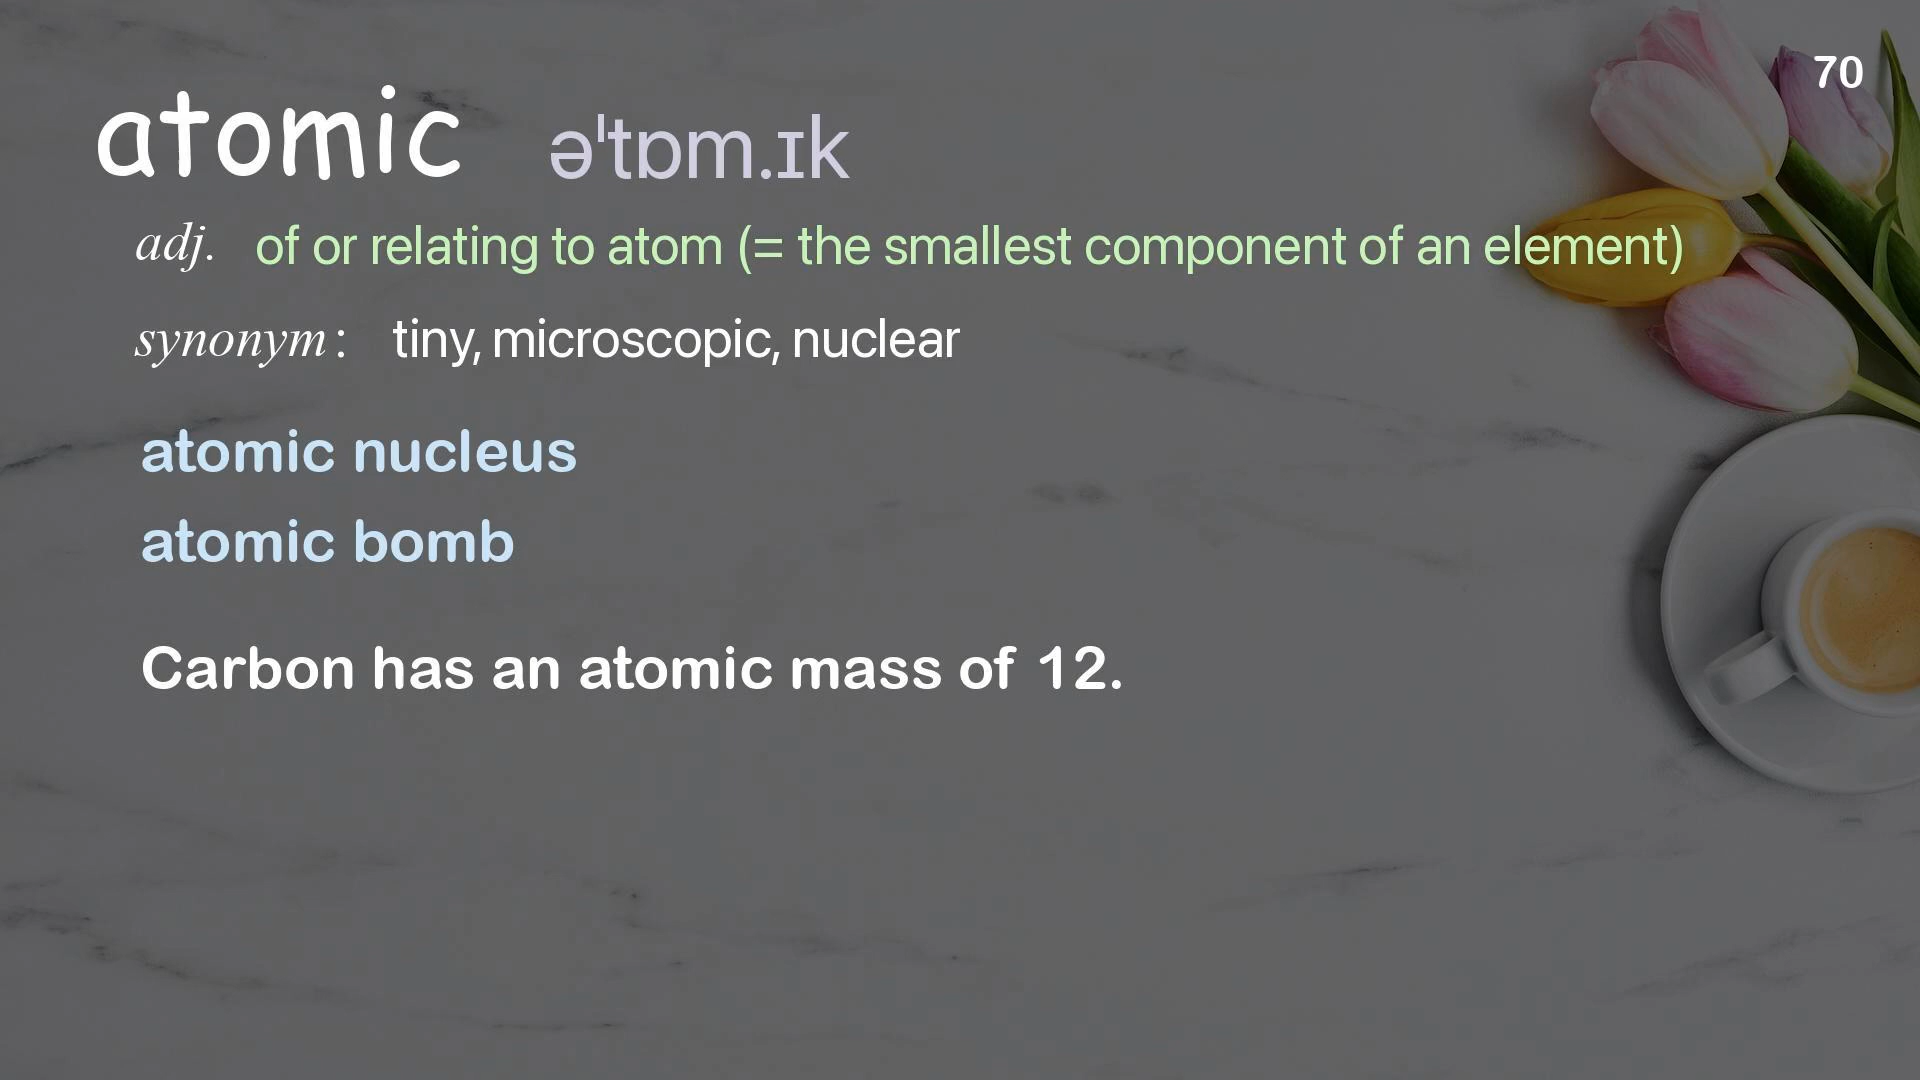 70
atomic əˈtɒm.ɪk
adj. of or relating to atom (= the smallest component of an element)
synonym: tiny, microscopic, nuclear
atomic nucleus
atomic bomb
Carbon has an atomic mass of 12.